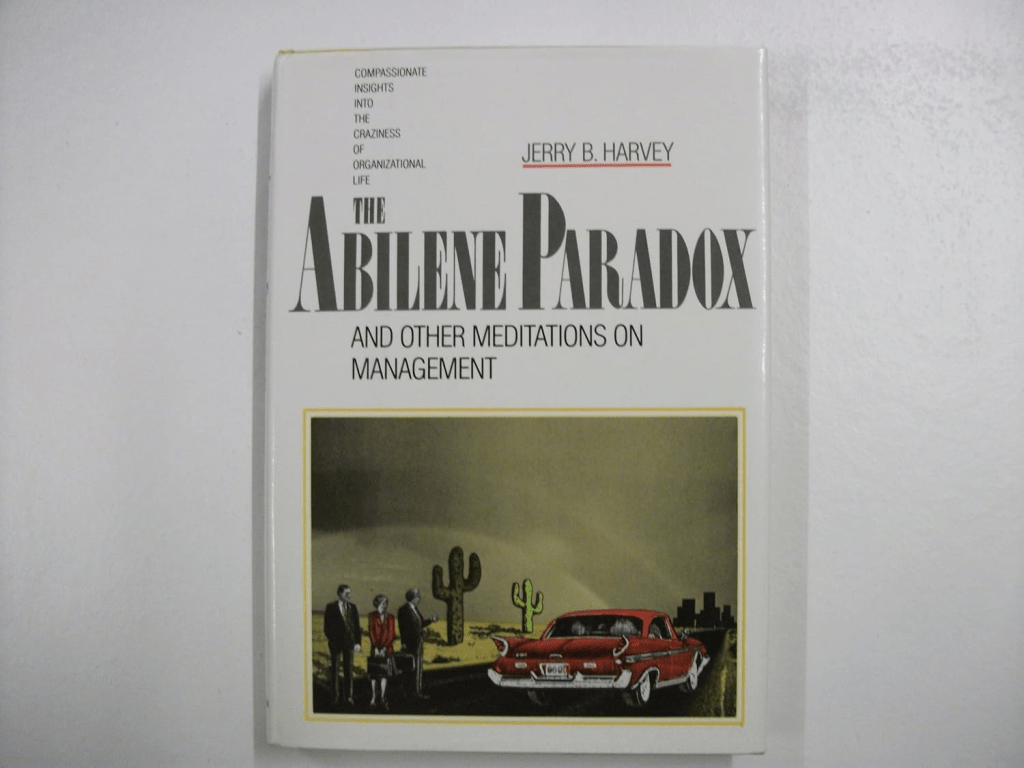 COMPASSIONATE
INSIGHTS
INTO
THE
CRAZINESS
OF
ORGANIZATIONAL
LIFE
JERRY B. HARVEY
THE
ABILENE PARADOX
AND OTHER MEDITATIONS ON
MANAGEMENT